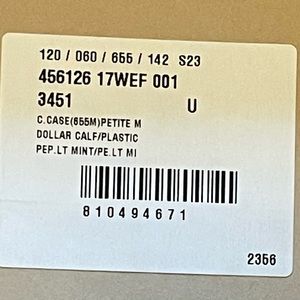 120 / 060 / 655 / 142 S23
456126 17WEF 001
3451 U
C.CASE(655M)PETITE M
DOLLAR CALF/PLASTIC
PEP.LT MINT/PE.LT MI
810494671
2356